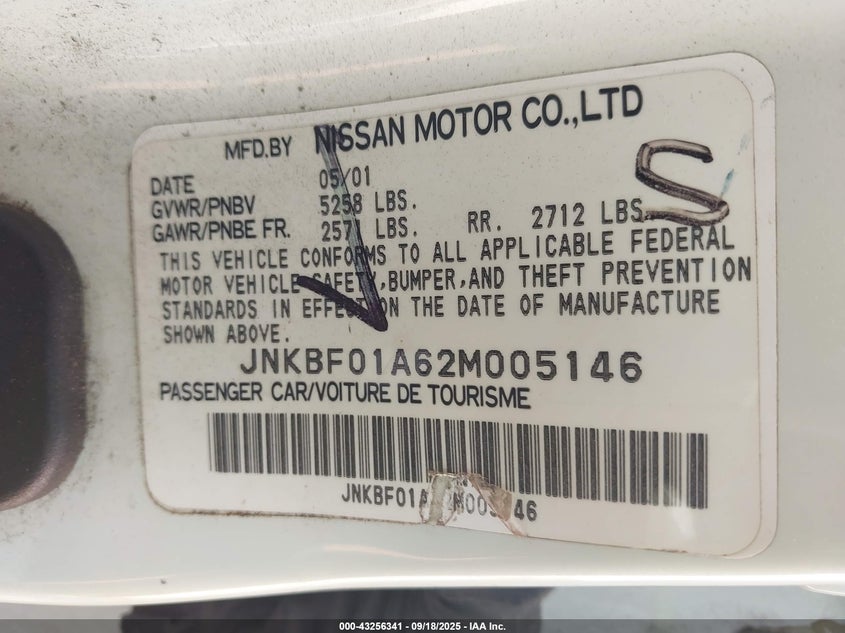 MFD.BY NISSAN MOTOR CO.,LTD
DATE 05/01
GVWR/PNBV 5258 LBS.
GAWR/PNBE FR. 2571 LBS. RR. 2712 LBS.
S
THIS VEHICLE CONFORMS TO ALL APPLICABLE FEDERAL
MOTOR VEHICLE SAFETY,BUMPER,AND THEFT PREVENTION
STANDARDS IN EFFECT ON THE DATE OF MANUFACTURE
SHOWN ABOVE.
JNKBF01A62M005146
PASSENGER CAR/VOITURE DE TOURISME
JNKBF01A62M005146
000-43256341 - 09/18/2025 - IAA Inc.